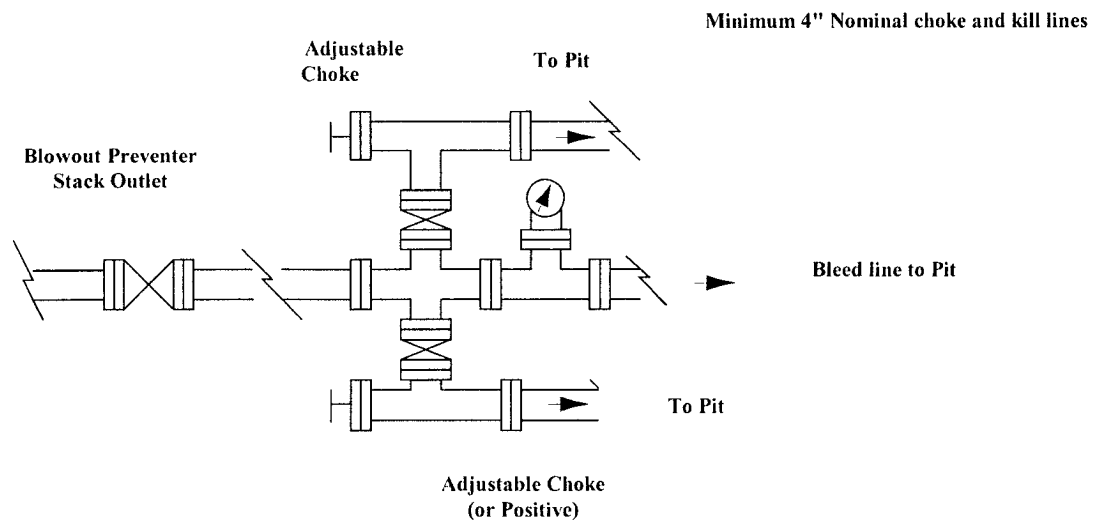 Minimum 4" Nominal choke and kill lines
Adjustable
Choke
To Pit
Blowout Preventer
Stack Outlet
Bleed line to Pit
To Pit
Adjustable Choke
(or Positive)